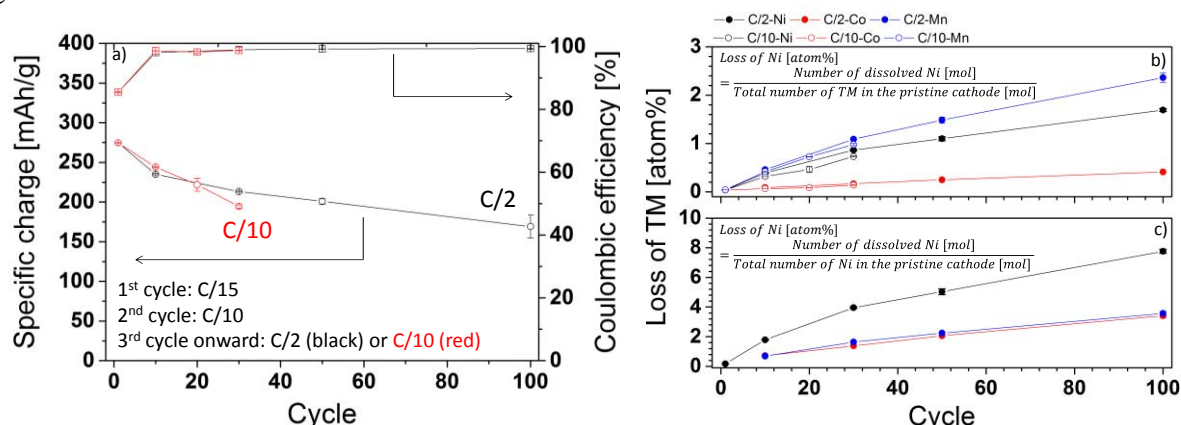 a)
Specific charge [mAh/g]
400
350
300
250
200
150
100
50
0
C/10
C/2
1st cycle: C/15
2nd cycle: C/10
3rd cycle onward: C/2 (black) or C/10 (red)
0 20 40 60 80 100
Cycle
100
80
60
40
20
0
Coulombic efficiency [%]
C/2-Ni C/2-Co C/2-Mn
C/10-Ni C/10-Co C/10-Mn
Loss of TM [atom%]
3
2
1
0
b)
Loss of Ni [atom%]
= Number of dissolved Ni [mol]
Total number of TM in the pristine cathode [mol]
10
8
6
4
2
0
c)
Loss of Ni [atom%]
= Number of dissolved Ni [mol]
Total number of Ni in the pristine cathode [mol]
0 20 40 60 80 100
Cycle